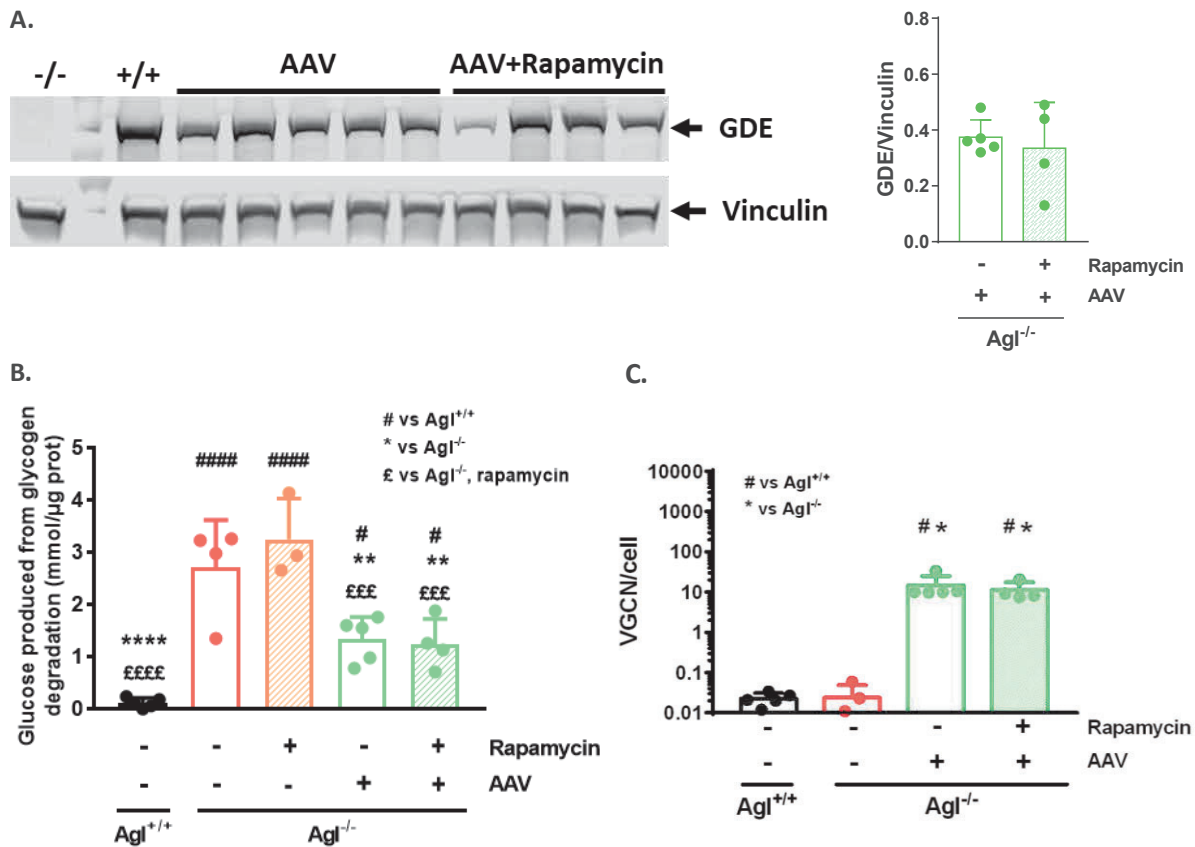 A.
-/- +/+ AAV AAV+Rapamycin
GDE
Vinculin
GDE/Vinculin
0.8
0.6
0.4
0.2
0.0
- + Rapamycin
+ + AAV
Agl-/-
B.
Glucose produced from glycogen
degradation (mmol/µg prot)
# vs Agl+/+
* vs Agl-/-
£ vs Agl-/-, rapamycin
5
4
3
2
1
0
****
££££
####
####
#
**
£££
#
**
£££
- - + - + Rapamycin
- - - + + AAV
Agl+/+ Agl-/-
C.
VGCN/cell
# vs Agl+/+
* vs Agl-/-
10000
1000
100
10
1
0.1
0.01
# *
# *
- - - + Rapamycin
- - + + AAV
Agl+/+ Agl-/-